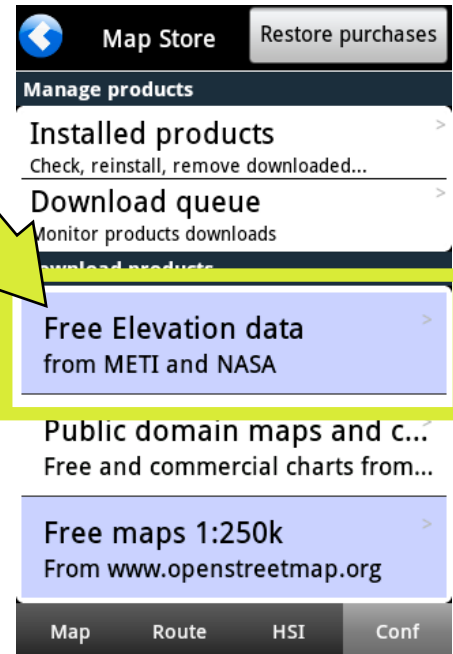 Map Store
Restore purchases
Manage products
Installed products
Check, reinstall, remove downloaded...
Download queue
Monitor products downloads
Download products
Free Elevation data
from METI and NASA
Public domain maps and c...
Free and commercial charts from...
Free maps 1:250k
From www.openstreetmap.org
Map Route HSI Conf